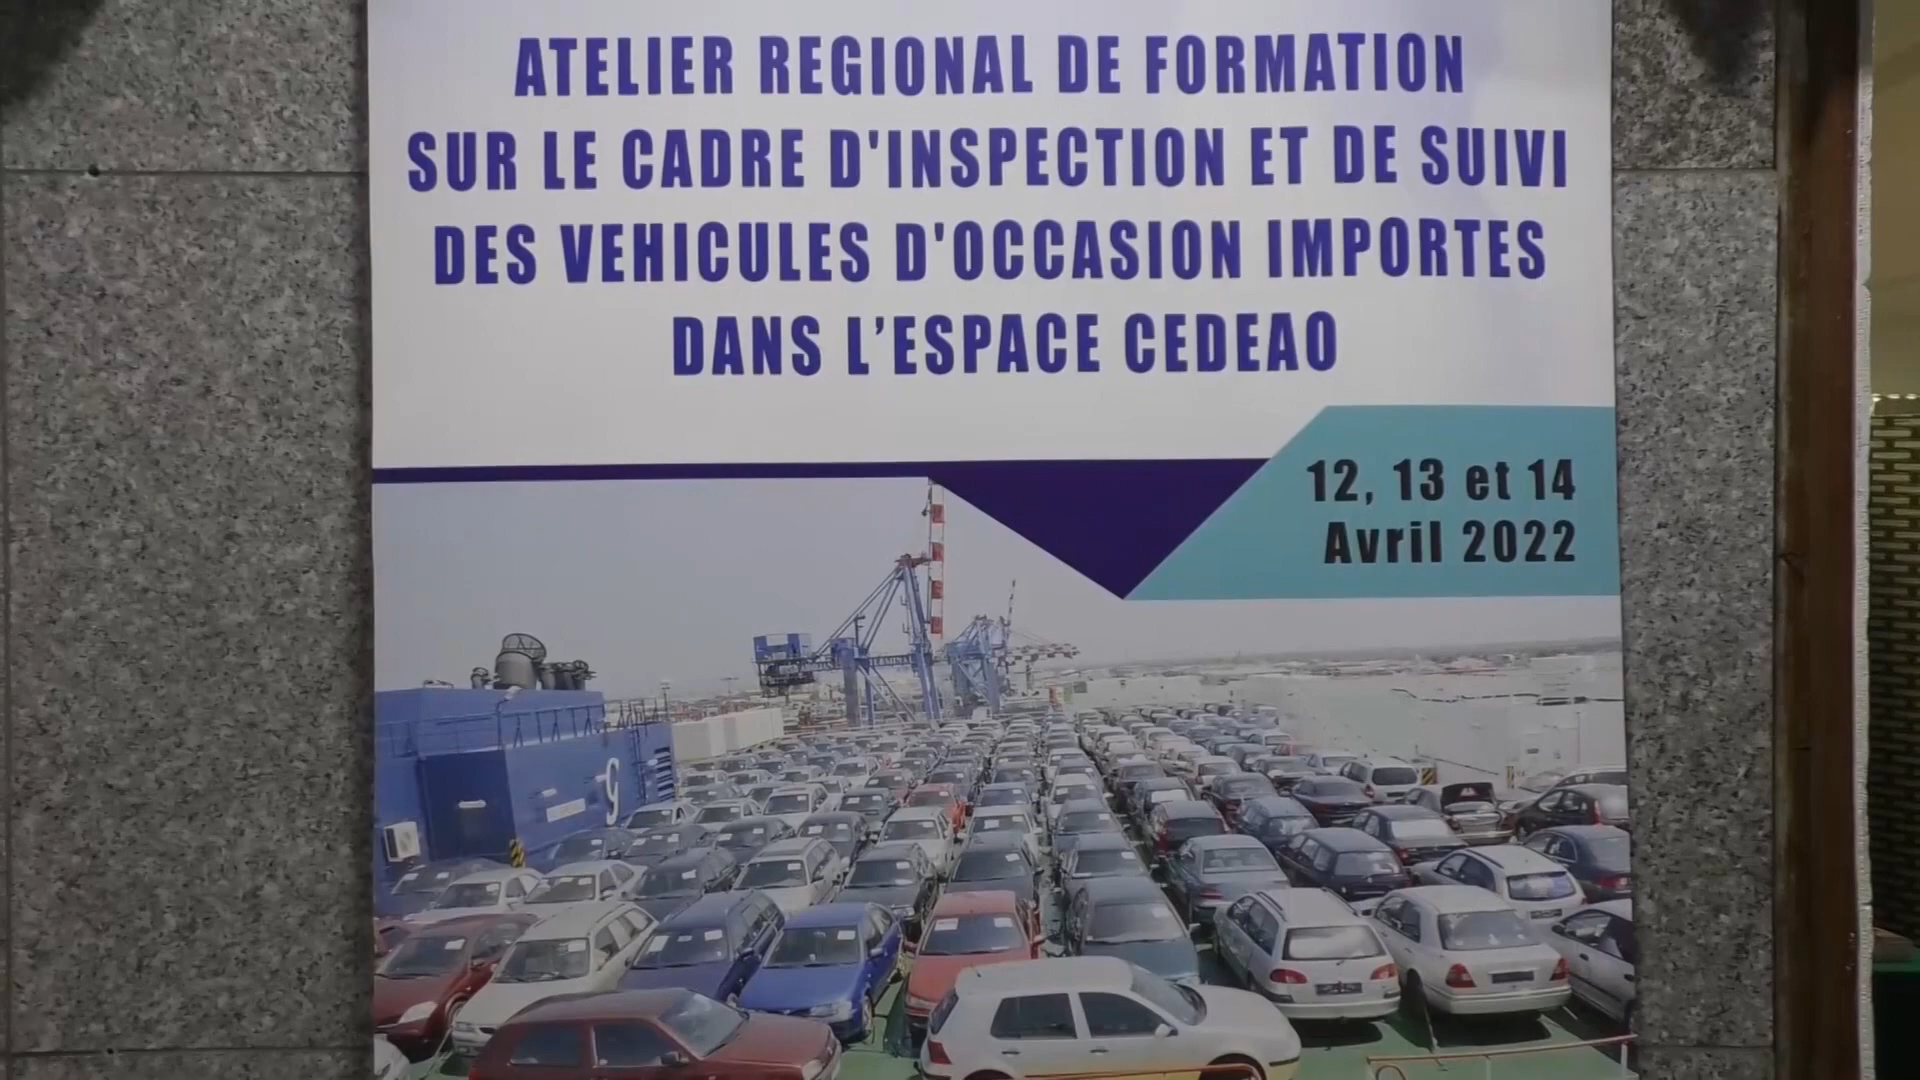 ATELIER REGIONAL DE FORMATION
SUR LE CADRE D'INSPECTION ET DE SUIVI
DES VEHICULES D'OCCASION IMPORTES
DANS L'ESPACE CEDEAO
12, 13 et 14
Avril 2022
TERMINAL
G